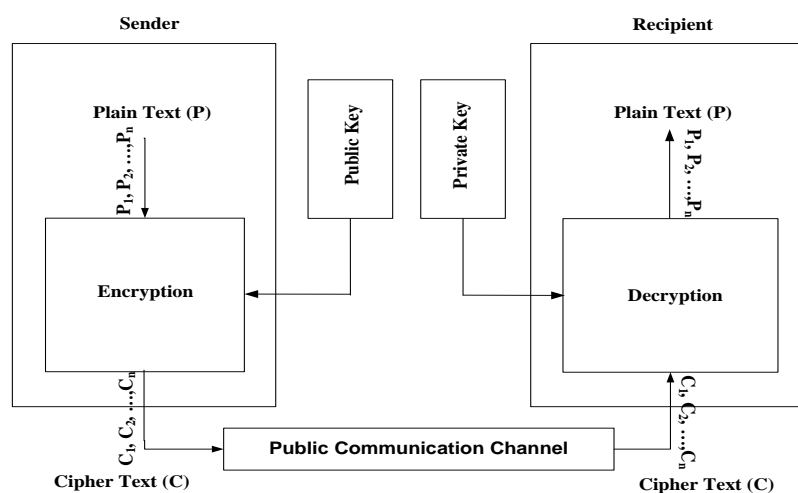 Sender
Recipient
Plain Text (P)
Plain Text (P)
P1, P2, ...,Pn
Public Key
Private Key
P1, P2, ...,Pn
Encryption
Decryption
C1, C2, ...,Cn
C1, C2, ...,Cn
Public Communication Channel
Cipher Text (C)
Cipher Text (C)